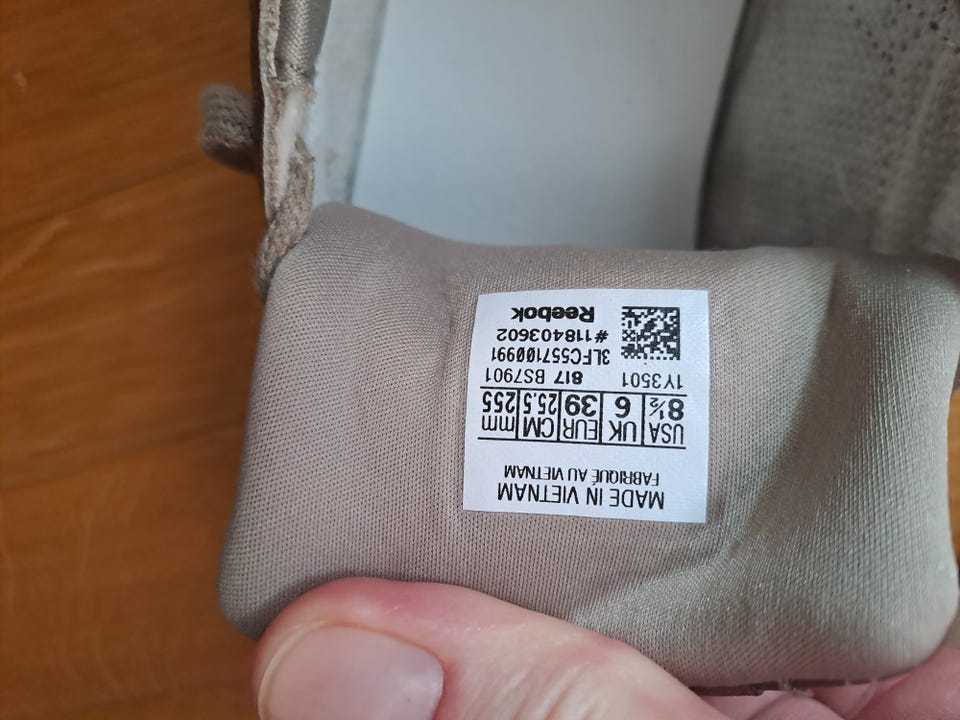 MADE IN VIETNAM
FABRIQUÉ AU VIETNAM
USA UK EUR CM mm
8½ 6 39 25.5 255
1Y3501 817 BS7901
3LFC557100991
#118403602
Reebok